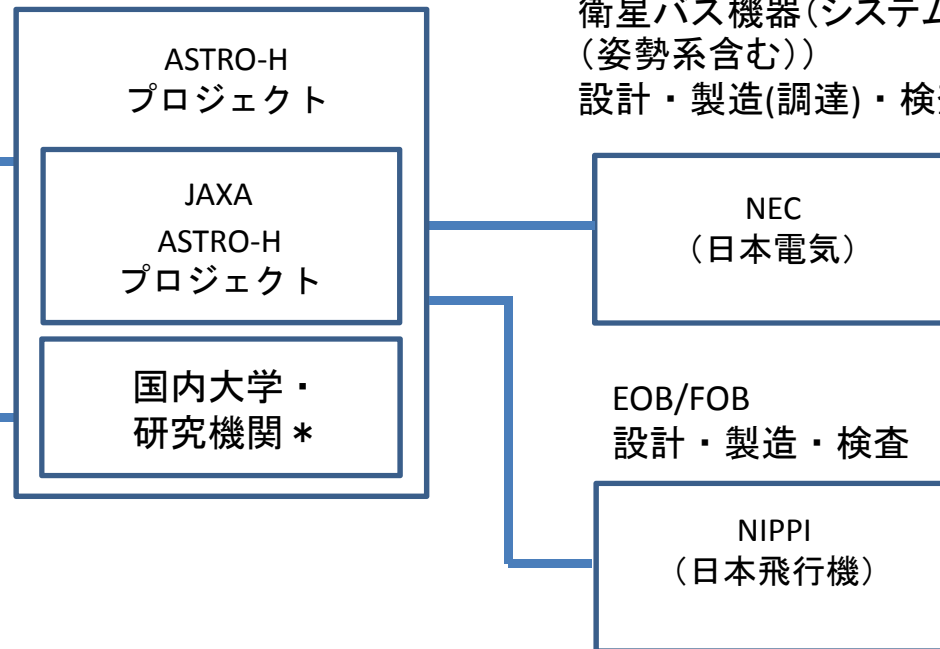 ASTRO-H
プロジェクト
JAXA
ASTRO-H
プロジェクト
国内大学・
研究機関＊
衛星バス機器（システム
（姿勢系含む））
設計・製造(調達)・検
NEC
（日本電気）
EOB/FOB
設計・製造・検査
NIPPI
（日本飛行機）